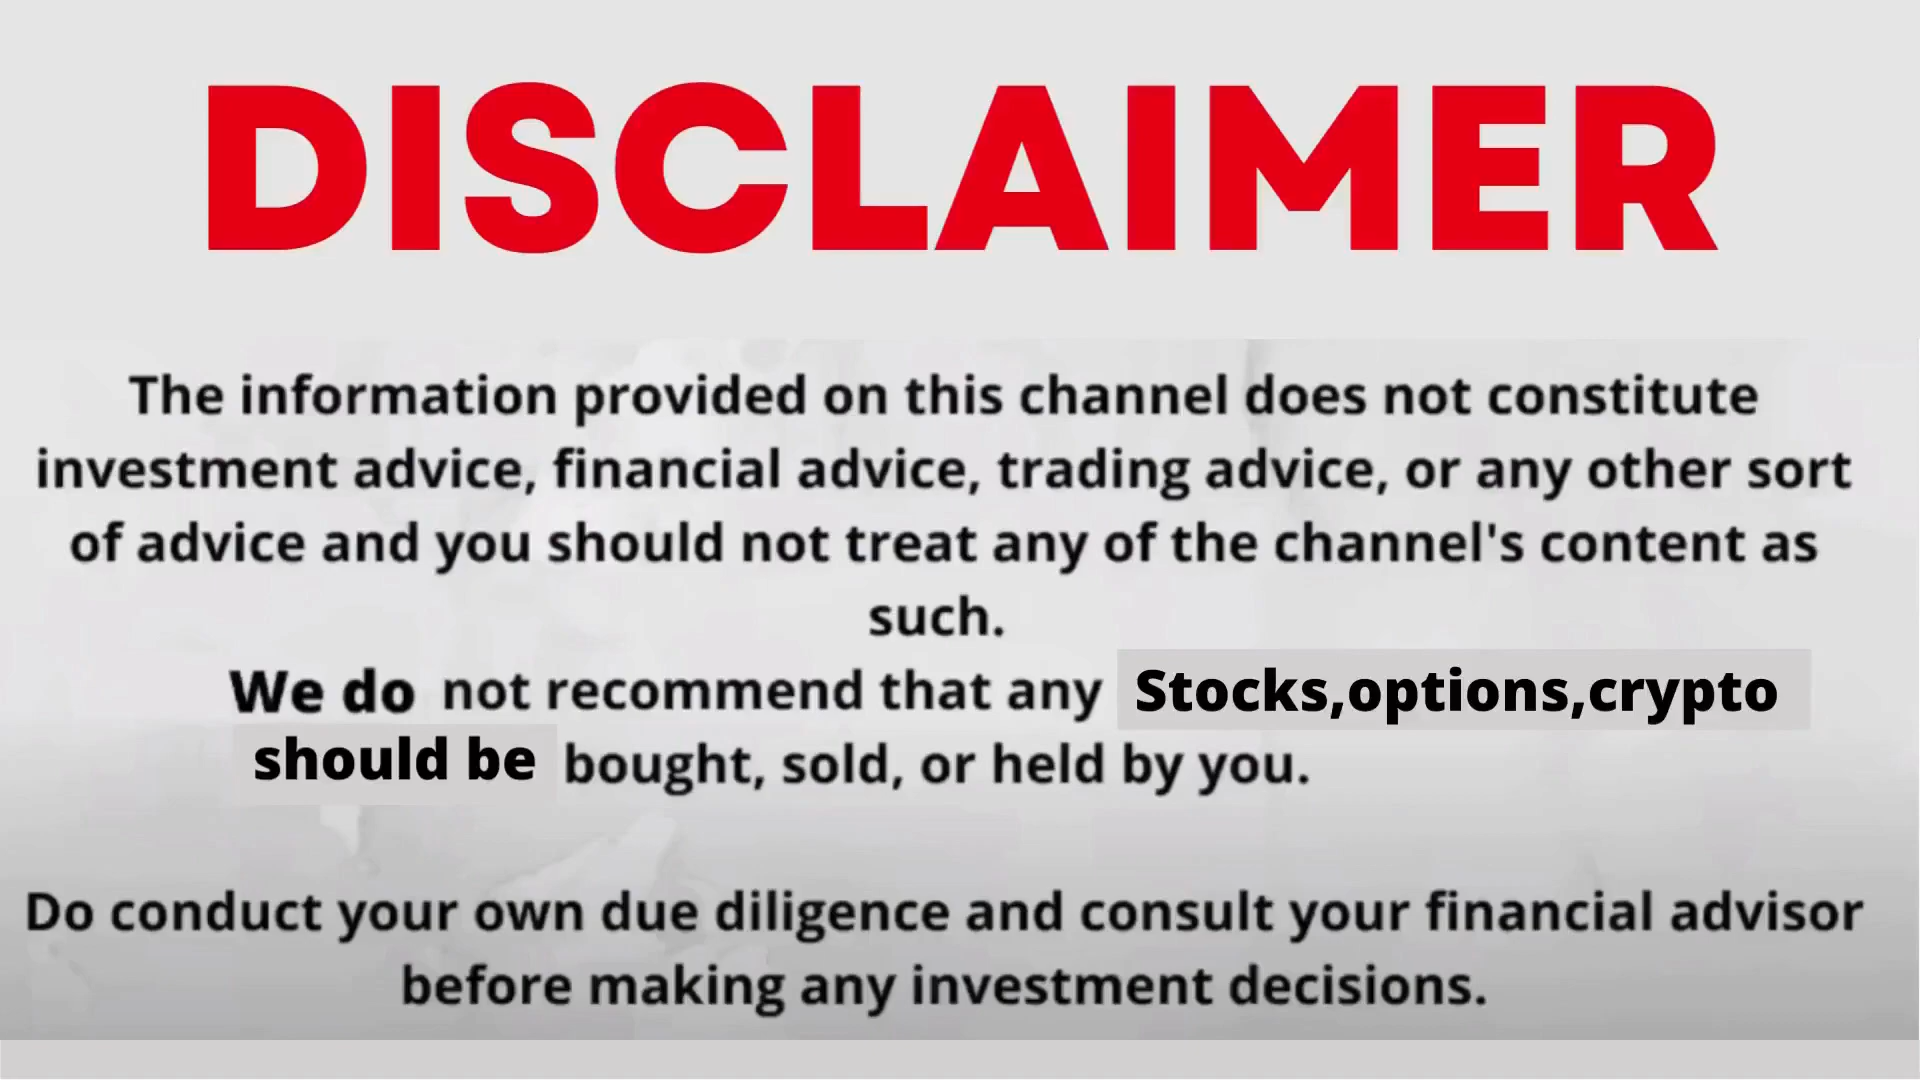 DISCLAIMER
The information provided on this channel does not constitute
investment advice, financial advice, trading advice, or any other sort
of advice and you should not treat any of the channel's content as
such.
We do not recommend that any Stocks,options,crypto
should be bought, sold, or held by you.
Do conduct your own due diligence and consult your financial advisor
before making any investment decisions.